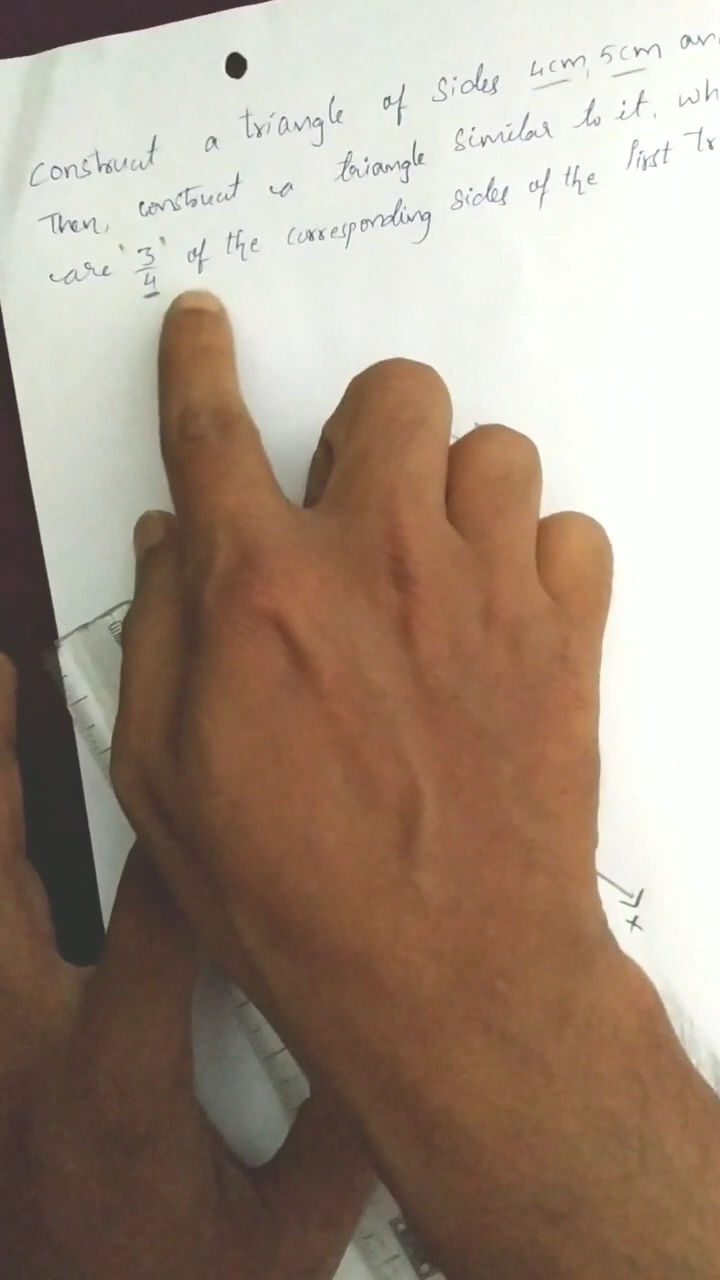 Construct a triangle of sides 4cm, 5cm an
Then, construct a triangle similar to it, wh
are '3/4' of the corresponding sides of the first Tr
X